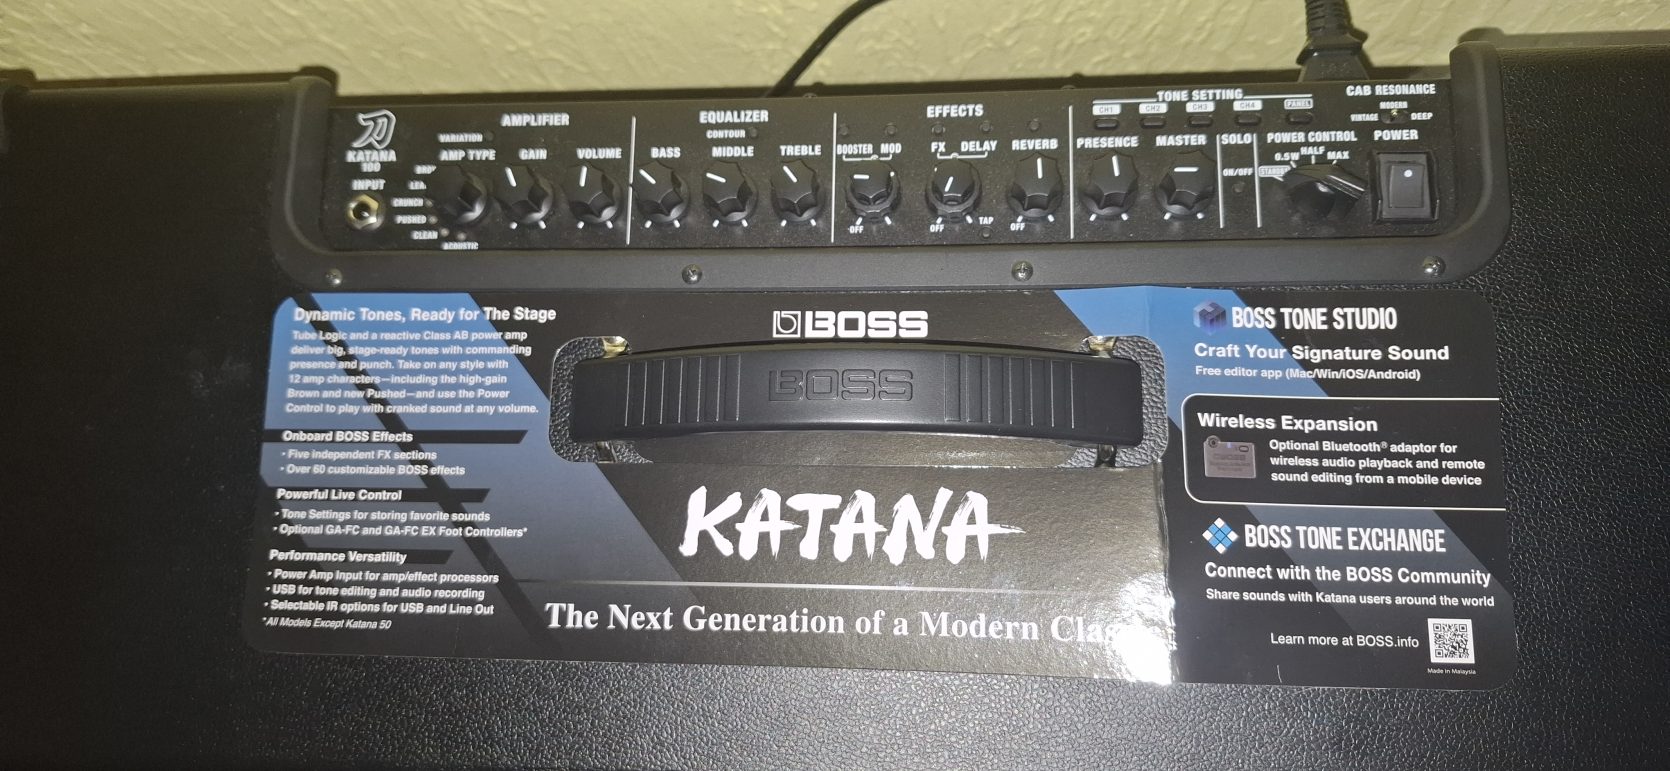 KATANA
100
INPUT
AMPLIFIER
VARIATION
AMP TYPE
GAIN
VOLUME
CRUNCH
PUSHED
CLEAN
ACOUSTIC
EQUALIZER
CONTOUR
BASS
MIDDLE
TREBLE
EFFECTS
BOOSTER
MOD
FX
DELAY
REVERB
OFF
OFF
TAP
OFF
TONE SETTING
CH1
CH2
CH3
CH4
PANEL
PRESENCE
MASTER
SOLO
ON/OFF
POWER CONTROL
0.5W
HALF
MAX
CAB RESONANCE
VINTAGE
MODERN
DEEP
POWER
Dynamic Tones, Ready for The Stage
Tube Logic and a reactive Class AB power amp
deliver big, stage-ready tones with commanding
presence and punch. Take on any style with
12 amp characters—including the high-gain
Brown and new Pushed—and use the Power
Control to play with cranked sound at any volume.
Onboard BOSS Effects
• Five independent FX sections
• Over 60 customizable BOSS effects
Powerful Live Control
• Tone Settings for storing favorite sounds
• Optional GA-FC and GA-FC EX Foot Controllers*
Performance Versatility
• Power Amp Input for amp/effect processors
• USB for tone editing and audio recording
• Selectable IR options for USB and Line Out
*All Models Except Katana 50
BOSS
BOSS
KATANA
The Next Generation of a Modern
BOSS TONE STUDIO
Craft Your Signature Sound
Free editor app (Mac/Win/iOS/Android)
Wireless Expansion
Optional Bluetooth® adaptor for
wireless audio playback and remote
sound editing from a mobile device
BOSS TONE EXCHANGE
Connect with the BOSS Community
Share sounds with Katana users around the world
Learn more at BOSS.info
Made in Malaysia